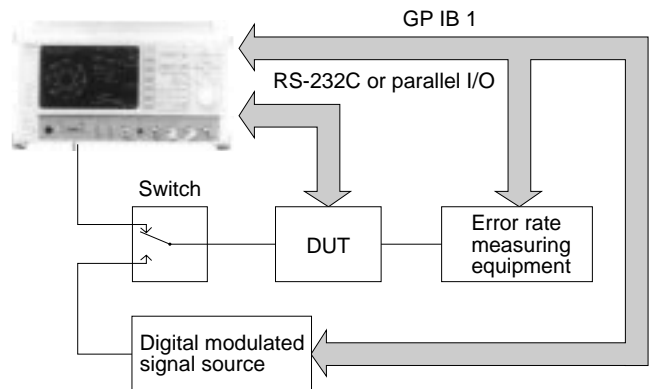 GP IB 1
RS-232C or parallel I/O
Switch
DUT
Error rate
measuring
equipment
Digital modulated
signal source